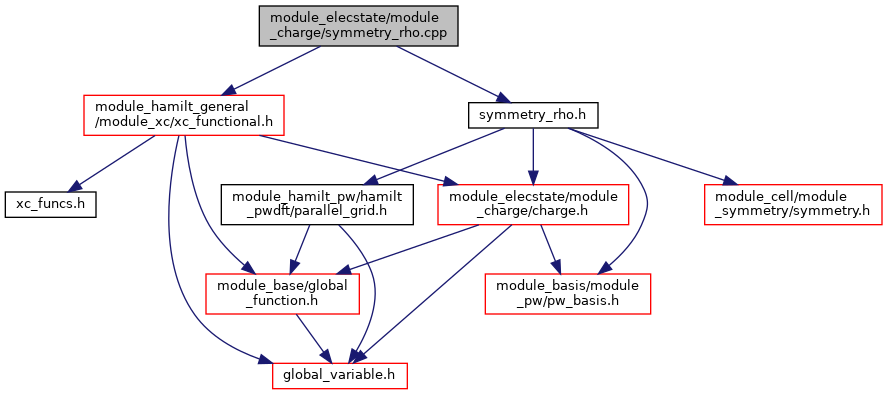 module_elecstate/module
_charge/symmetry_rho.cpp
module_hamilt_general
/module_xc/xc_functional.h
symmetry_rho.h
xc_funcs.h
module_hamilt_pw/hamilt
_pwdft/parallel_grid.h
module_elecstate/module
_charge/charge.h
module_cell/module
_symmetry/symmetry.h
module_base/global
_function.h
module_basis/module
_pw/pw_basis.h
global_variable.h